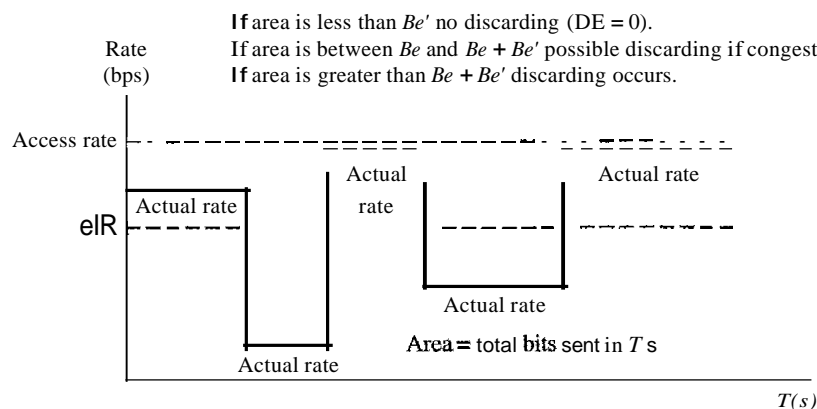 If area is less than Be' no discarding (DE = 0).
Rate If area is between Be and Be + Be' possible discarding if congest
(bps) If area is greater than Be + Be' discarding occurs.
Access rate
Actual rate
Actual rate
Actual rate
eIR
Actual rate
Area = total bits sent in T s
Actual rate
T(s)